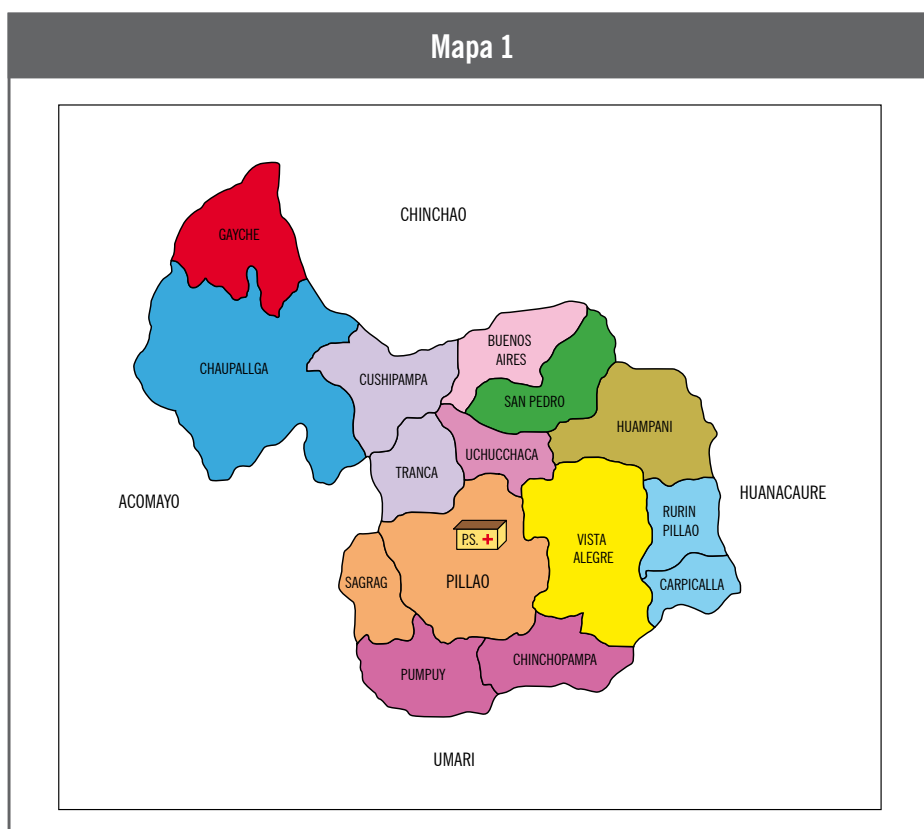 Mapa 1
CHINCHAO
GAYCHE
BUENOS
AIRES
CHAUPALLGA
CUSHIPAMPA
SAN PEDRO
HUAMPANI
UCHUCCHACA
TRANCA
HUANACAURE
ACOMAYO
RURIN
PILLAO
P.S.
VISTA
ALEGRE
SAGRAG
PILLAO
CARPICALLA
CHINCHOPAMPA
PUMPUY
UMARI